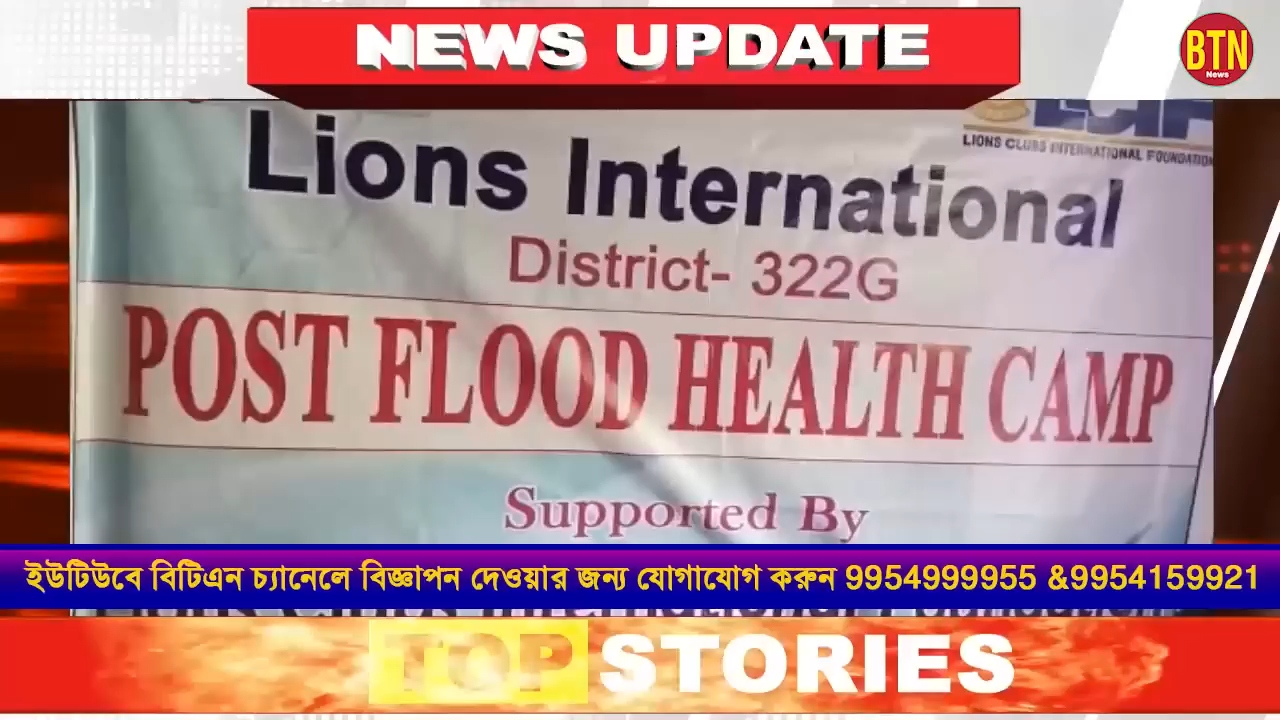 NEWS UPDATE
BTN
News
LIONS CLUBS INTERNATIONAL FOUNDATION
Lions International
District- 322G
POST FLOOD HEALTH CAMP
Supported By
ইউটিউবে বিটিএন চ্যানেলে বিজ্ঞাপন দেওয়ার জন্য যোগাযোগ করুন 9954999955 &9954159921
TOP STORIES